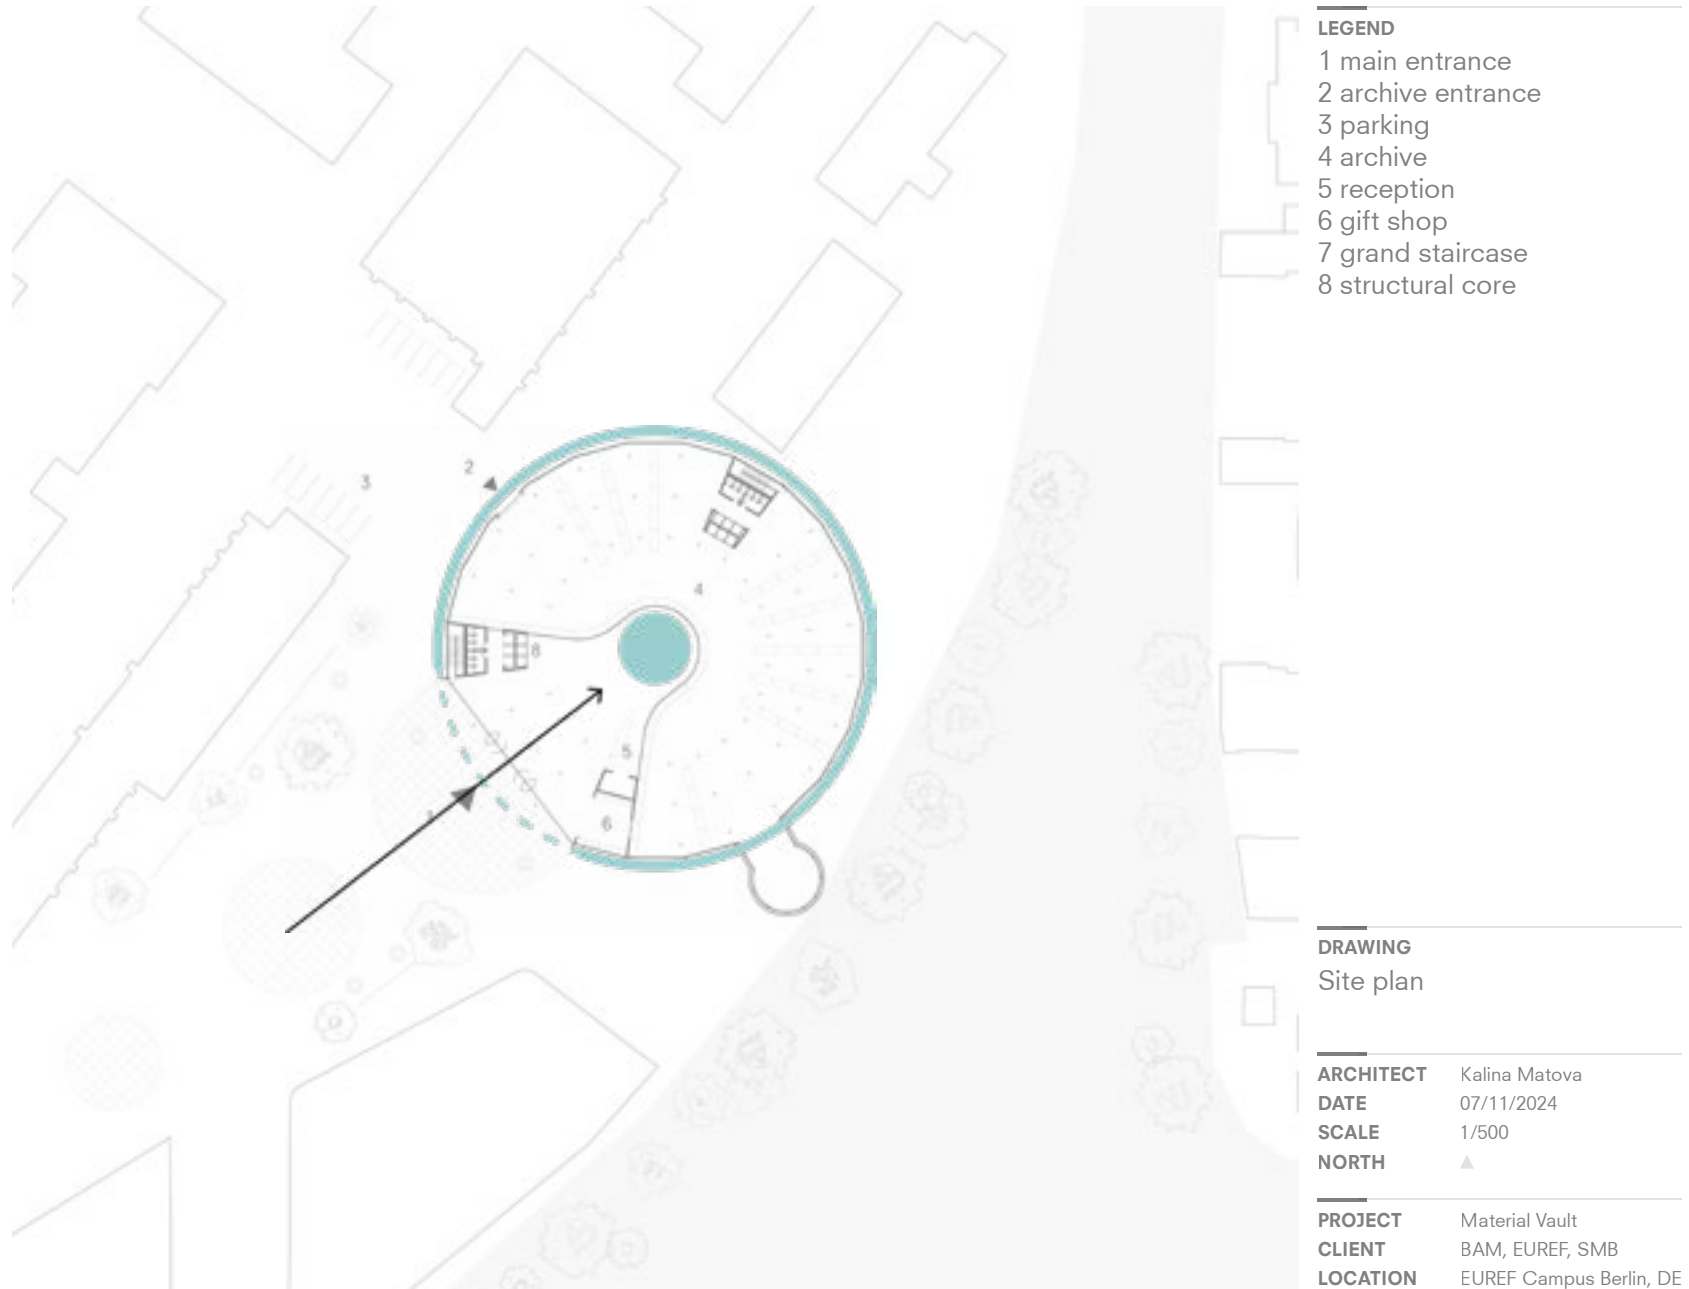 LEGEND
1 main entrance
2 archive entrance
3 parking
4 archive
5 reception
6 gift shop
7 grand staircase
8 structural core
2
3
4
8
5
1
6
DRAWING
Site plan
ARCHITECT Kalina Matova
DATE 07/11/2024
SCALE 1/500
NORTH
PROJECT Material Vault
CLIENT BAM, EUREF, SMB
LOCATION EUREF Campus Berlin, DE